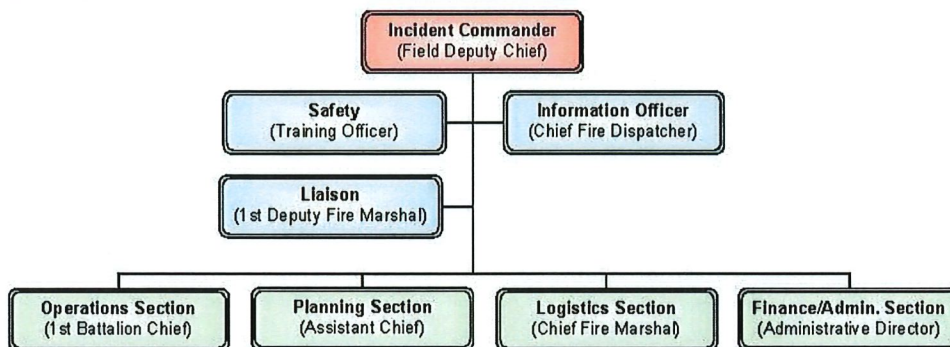 Incident Commander
(Field Deputy Chief)
Safety
(Training Officer)
Information Officer
(Chief Fire Dispatcher)
Liaison
(1st Deputy Fire Marshal)
Operations Section
(1st Battalion Chief)
Planning Section
(Assistant Chief)
Logistics Section
(Chief Fire Marshal)
Finance/Admin. Section
(Administrative Director)